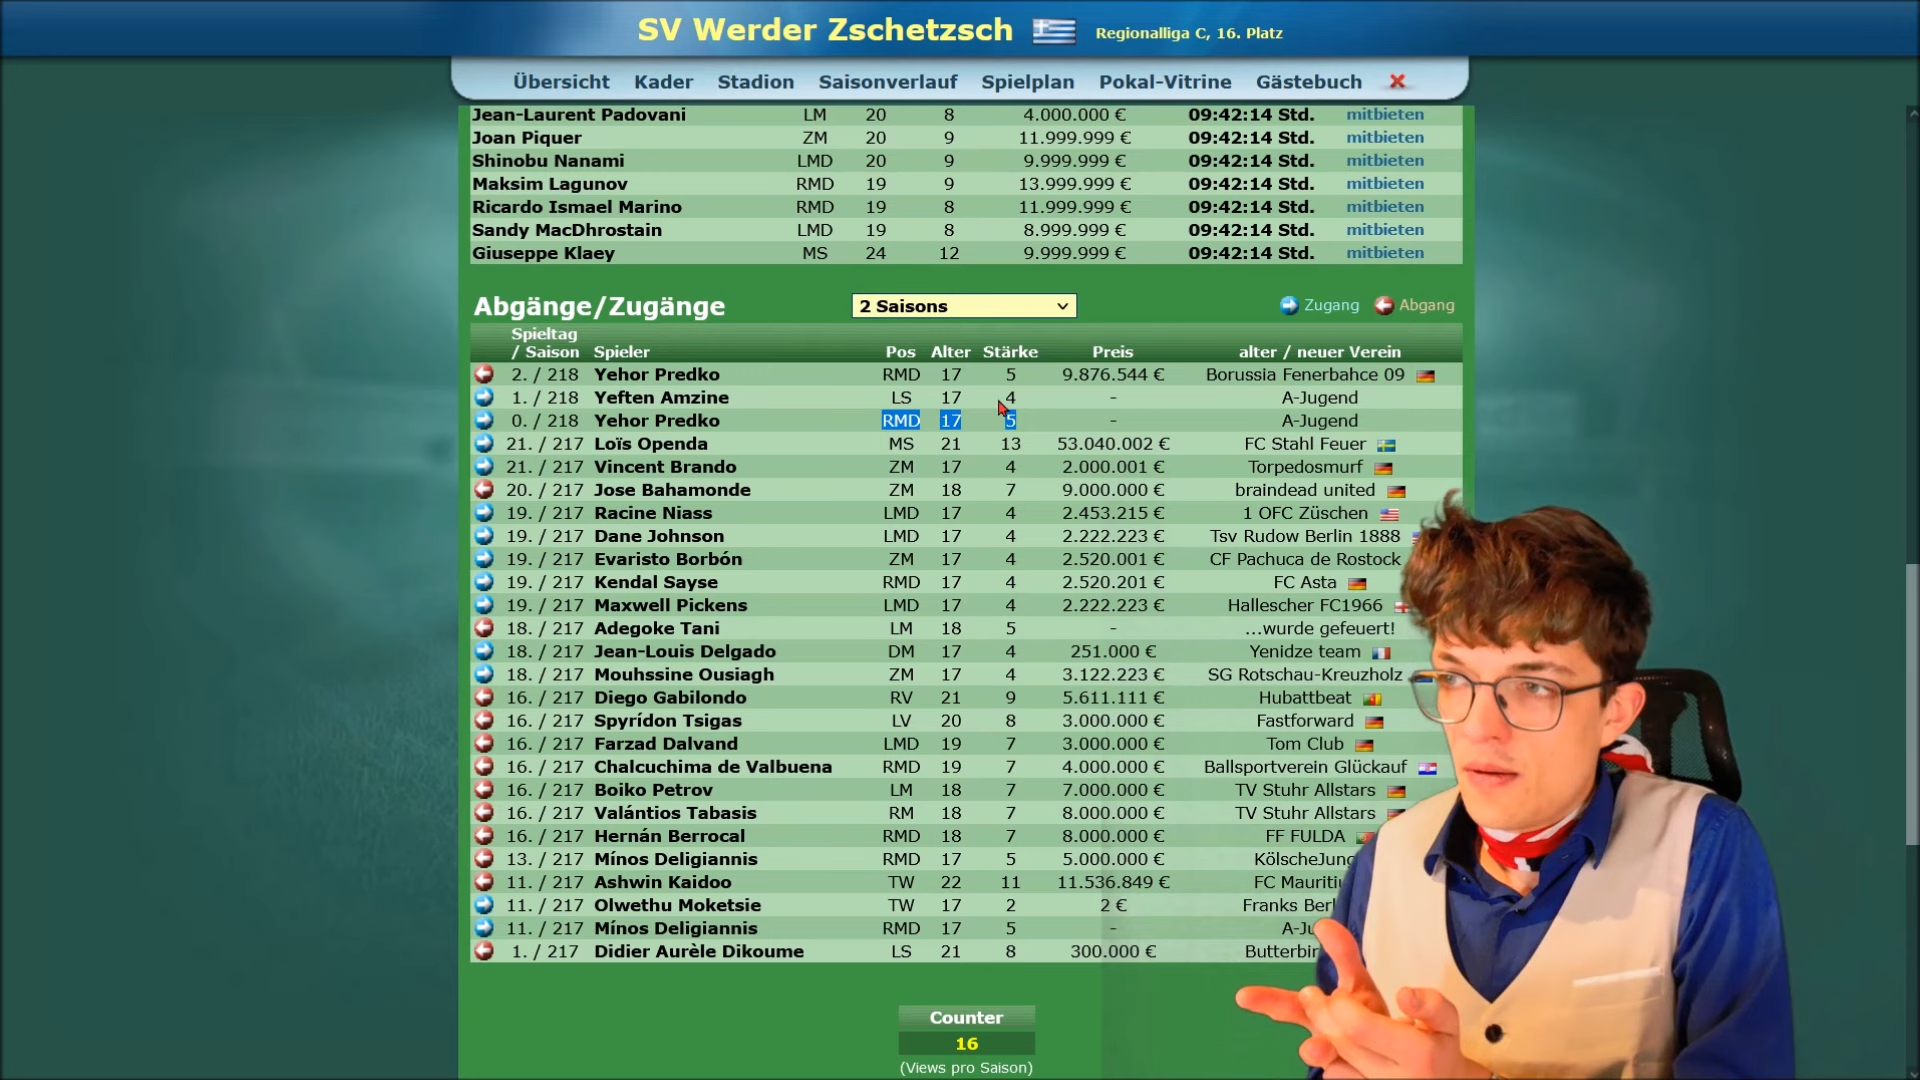 SV Werder Zschetzsch Regionalliga C, 16. Platz
Übersicht Kader Stadion Saisonverlauf Spielplan Pokal-Vitrine Gästebuch
Jean-Laurent Padovani LM 20 8 4.000.000 € 09:42:14 Std. mitbieten
Joan Piquer ZM 20 9 11.999.999 € 09:42:14 Std. mitbieten
Shinobu Nanami LMD 20 9 9.999.999 € 09:42:14 Std. mitbieten
Maksim Lagunov RMD 19 9 13.999.999 € 09:42:14 Std. mitbieten
Ricardo Ismael Marino RMD 19 8 11.999.999 € 09:42:14 Std. mitbieten
Sandy MacDhrostain LMD 19 8 8.999.999 € 09:42:14 Std. mitbieten
Giuseppe Klaey MS 24 12 9.999.999 € 09:42:14 Std. mitbieten
Abgänge/Zugänge 2 Saisons Zugang Abgang
Spieltag
/ Saison Spieler Pos Alter Stärke Preis alter / neuer Verein
2. / 218 Yehor Predko RMD 17 5 9.876.544 € Borussia Fenerbahce 09
1. / 218 Yeften Amzine LS 17 4 - A-Jugend
0. / 218 Yehor Predko RMD 17 5 - A-Jugend
21. / 217 Loïs Openda MS 21 13 53.040.002 € FC Stahl Feuer
21. / 217 Vincent Brando ZM 17 4 2.000.001 € Torpedosmurf
20. / 217 Jose Bahamonde ZM 18 7 9.000.000 € braindead united
19. / 217 Racine Niass LMD 17 4 2.453.215 € 1 OFC Züschen
19. / 217 Dane Johnson LMD 17 4 2.222.223 € Tsv Rudow Berlin 1888
19. / 217 Evaristo Borbón ZM 17 4 2.520.001 € CF Pachuca de Rostock
19. / 217 Kendal Sayse RMD 17 4 2.520.201 € FC Asta
19. / 217 Maxwell Pickens LMD 17 4 2.222.223 € Hallescher FC1966
18. / 217 Adegoke Tani LM 18 5 - ...wurde gefeuert!
18. / 217 Jean-Louis Delgado DM 17 4 251.000 € Yenidze team
18. / 217 Mouhssine Ousiagh ZM 17 4 3.122.223 € SG Rotschau-Kreuzholz
16. / 217 Diego Gabilondo RV 21 9 5.611.111 € Hubattbeat
16. / 217 Spyrídon Tsigas LV 20 8 3.000.000 € Fastforward
16. / 217 Farzad Dalvand LMD 19 7 3.000.000 € Tom Club
16. / 217 Chalcuchima de Valbuena RMD 19 7 4.000.000 € Ballsportverein Glückauf
16. / 217 Boiko Petrov LM 18 7 7.000.000 € TV Stuhr Allstars
16. / 217 Valántios Tabasis RM 18 7 8.000.000 € TV Stuhr Allstars
16. / 217 Hernán Berrocal RMD 18 7 8.000.000 € FF FULDA
13. / 217 Mínos Deligiannis RMD 17 5 5.000.000 €
11. / 217 Ashwin Kaidoo TW 22 11 11.536.849 € FC
11. / 217 Olwethu Moketsie TW 17 2 2 € Franks
11. / 217 Mínos Deligiannis RMD 17 5 -
1. / 217 Didier Aurèle Dikoume LS 21 8 300.000 €
Counter
16
(Views pro Saison)